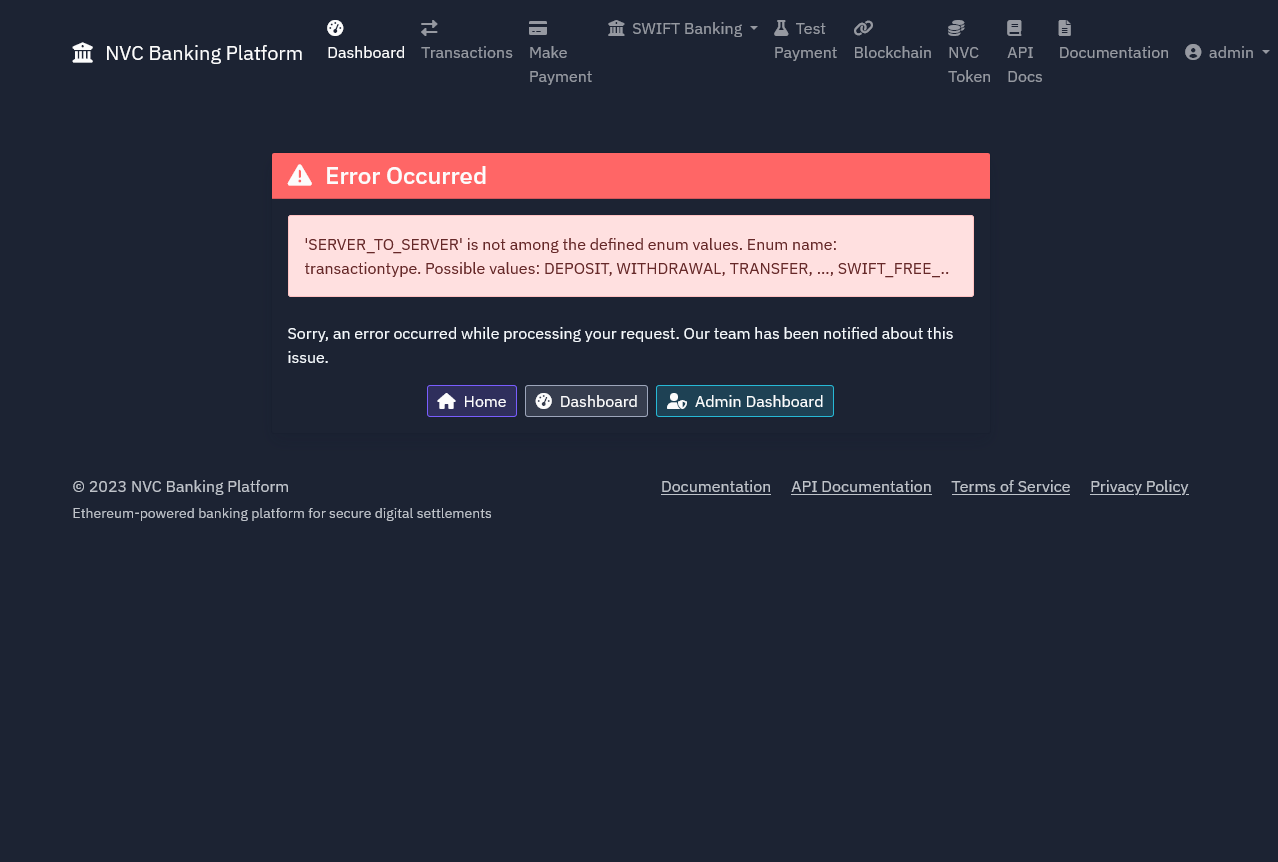 NVC Banking Platform
Dashboard
Transactions
Make
Payment
SWIFT Banking
Test
Payment
Blockchain
NVC
Token
API
Docs
Documentation
admin
Error Occurred
'SERVER_TO_SERVER' is not among the defined enum values. Enum name:
transactiontype. Possible values: DEPOSIT, WITHDRAWAL, TRANSFER, ..., SWIFT_FREE_..
Sorry, an error occurred while processing your request. Our team has been notified about this
issue.
Home
Dashboard
Admin Dashboard
© 2023 NVC Banking Platform
Ethereum-powered banking platform for secure digital settlements
Documentation
API Documentation
Terms of Service
Privacy Policy